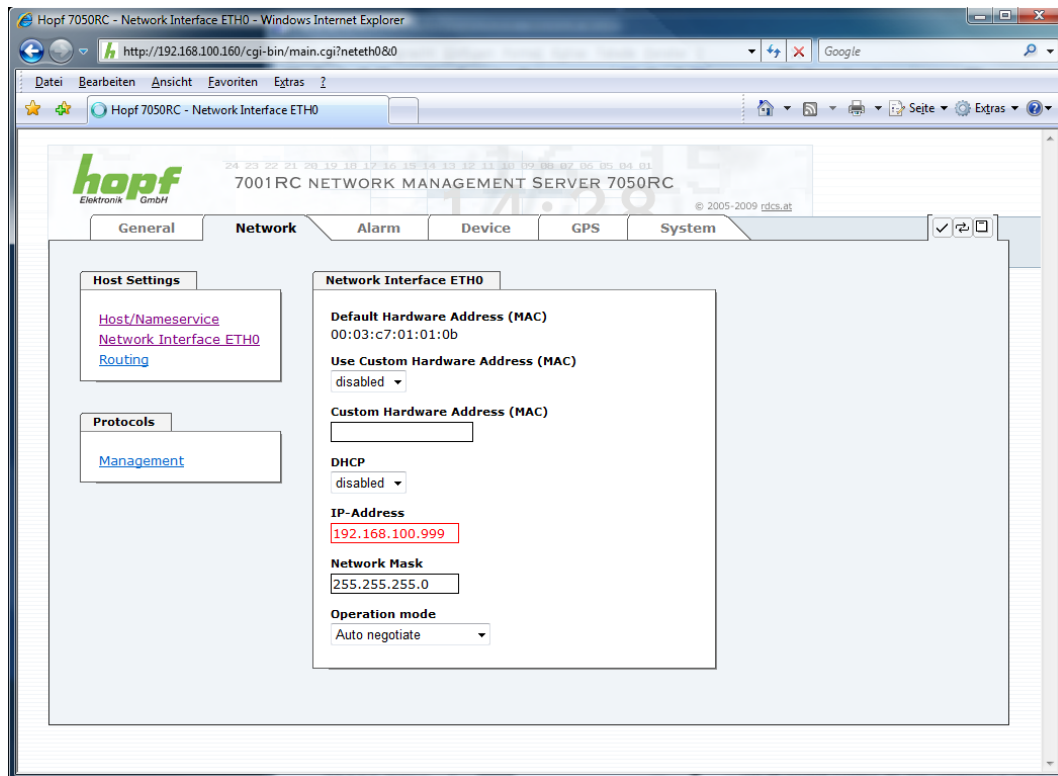 Hopf 7050RC - Network Interface ETH0 - Windows Internet Explorer
http://192.168.100.160/cgi-bin/main.cgi?neteth0&0
Google
Datei Bearbeiten Ansicht Favoriten Extras ?
Hopf 7050RC - Network Interface ETH0
Seite Extras
hopf
Elektronik GmbH
24 23 22 21 20 19 18 17 16 15 14 13 12 11 10 09 08 07 06 05 04 01
7001RC NETWORK MANAGEMENT SERVER 7050RC
14:28
© 2005-2009 rdcs.at
General Network Alarm Device GPS System
Host Settings
Host/Nameservice
Network Interface ETH0
Routing
Protocols
Management
Network Interface ETH0
Default Hardware Address (MAC)
00:03:c7:01:01:0b
Use Custom Hardware Address (MAC)
disabled
Custom Hardware Address (MAC)
DHCP
disabled
IP-Address
192.168.100.999
Network Mask
255.255.255.0
Operation mode
Auto negotiate